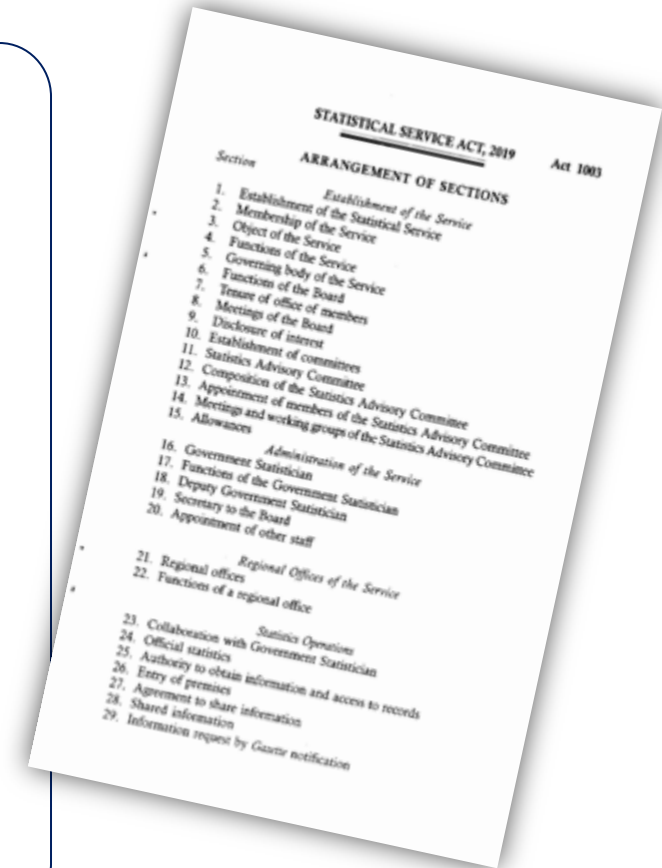 STATISTICAL SERVICE ACT, 2019 Act 1003
ARRANGEMENT OF SECTIONS
Section
Establishment of the Service
1. Establishment of the Statistical Service
2. Membership of the Service
3. Object of the Service
4. Functions of the Service
5. Governing body of the Service
6. Functions of the Board
7. Tenure of office of members
8. Meetings of the Board
9. Disclosure of interest
10. Establishment of committees
11. Statistics Advisory Committee
12. Composition of the Statistics Advisory Committee
13. Appointment of members of the Statistics Advisory Committee
14. Meetings and working groups of the Statistics Advisory Committee
15. Allowances
Administration of the Service
16. Government Statistician
17. Functions of the Government Statistician
18. Deputy Government Statistician
19. Secretary to the Board
20. Appointment of other staff
Regional Offices of the Service
21. Regional offices
22. Functions of a regional office
Statistics Operations
23. Collaboration with Government Statistician
24. Official statistics
25. Authority to obtain information and access to records
26. Entry of premises
27. Agreement to share information
28. Shared information
29. Information request by Gazette notification